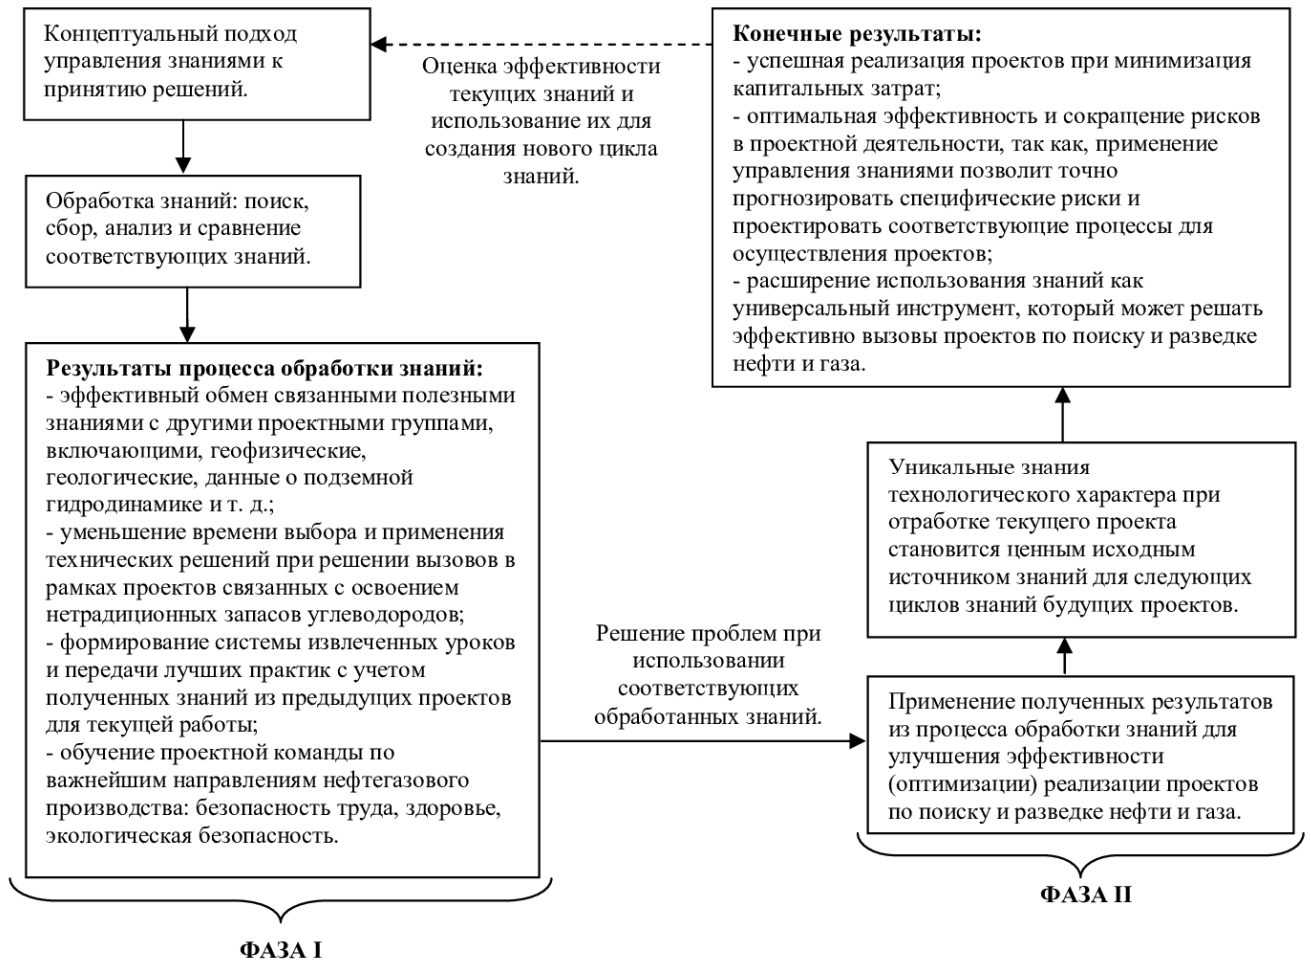 Концептуальный подход
управления знаниями к
принятию решений.
Обработка знаний: поиск,
сбор, анализ и сравнение
соответствующих знаний.
Результаты процесса обработки знаний:
- эффективный обмен связанными полезными
знаниями с другими проектными группами,
включающими, геофизические,
геологические, данные о подземной
гидродинамике и т. д.;
- уменьшение времени выбора и применения
технических решений при решении вызовов в
рамках проектов связанных с освоением
нетрадиционных запасов углеводородов;
- формирование системы извлеченных уроков
и передачи лучших практик с учетом
полученных знаний из предыдущих проектов
для текущей работы;
- обучение проектной команды по
важнейшим направлениям нефтегазового
производства: безопасность труда, здоровье,
экологическая безопасность.
ФАЗА I
Решение проблем при
использовании
соответствующих
обработанных знаний.
Применение полученных результатов
из процесса обработки знаний для
улучшения эффективности
(оптимизации) реализации проектов
по поиску и разведке нефти и газа.
ФАЗА II
Уникальные знания
технологического характера при
отработке текущего проекта
становится ценным исходным
источником знаний для следующих
циклов знаний будущих проектов.
Конечные результаты:
- успешная реализация проектов при минимизация
капитальных затрат;
- оптимальная эффективность и сокращение рисков
в проектной деятельности, так как, применение
управления знаниями позволит точно
прогнозировать специфические риски и
проектировать соответствующие процессы для
осуществления проектов;
- расширение использования знаний как
универсальный инструмент, который может решать
эффективно вызовы проектов по поиску и разведке
нефти и газа.
Оценка эффективности
текущих знаний и
использование их для
создания нового цикла
знаний.